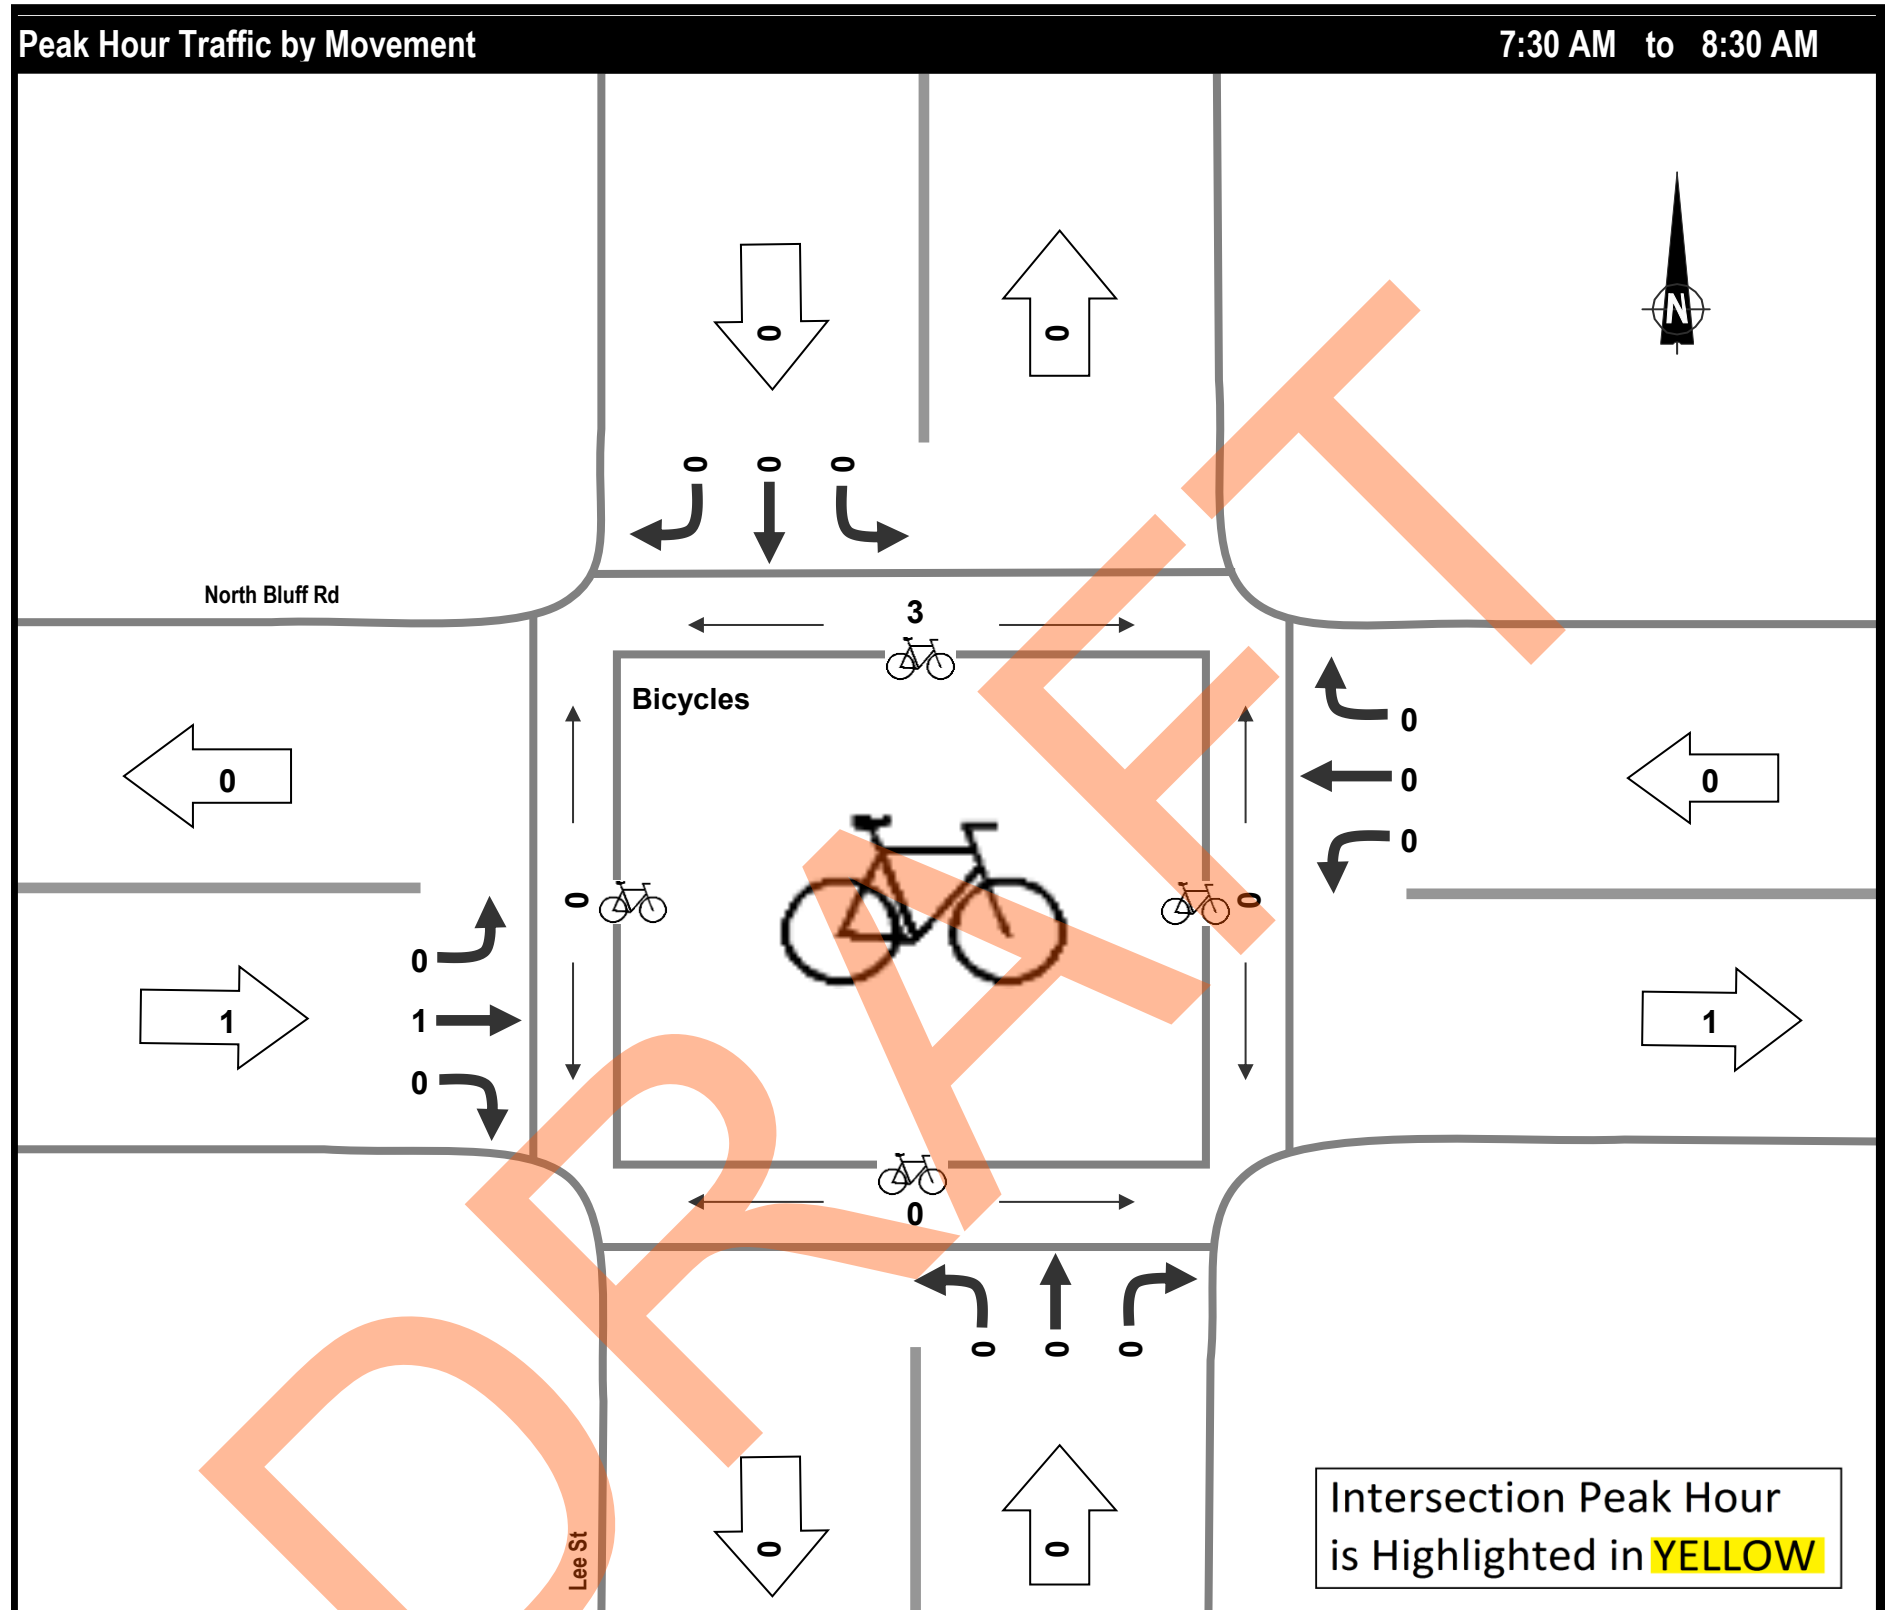 Peak Hour Traffic by Movement 7:30 AM to 8:30 AM
N
0 0
0 0 0
North Bluff Rd
3
Bicycles
0
0 0
0 0
0
0 0
0
1 1 1
0
0
0 0 0
Lee St
0 0
Intersection Peak Hour
is Highlighted in YELLOW
DRAFT